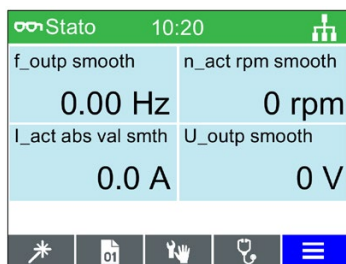 Stato 10:20
f_outp smooth n_act rpm smooth
0.00 Hz 0 rpm
I_act abs val smth U_outp smooth
0.0 A 0 V
01